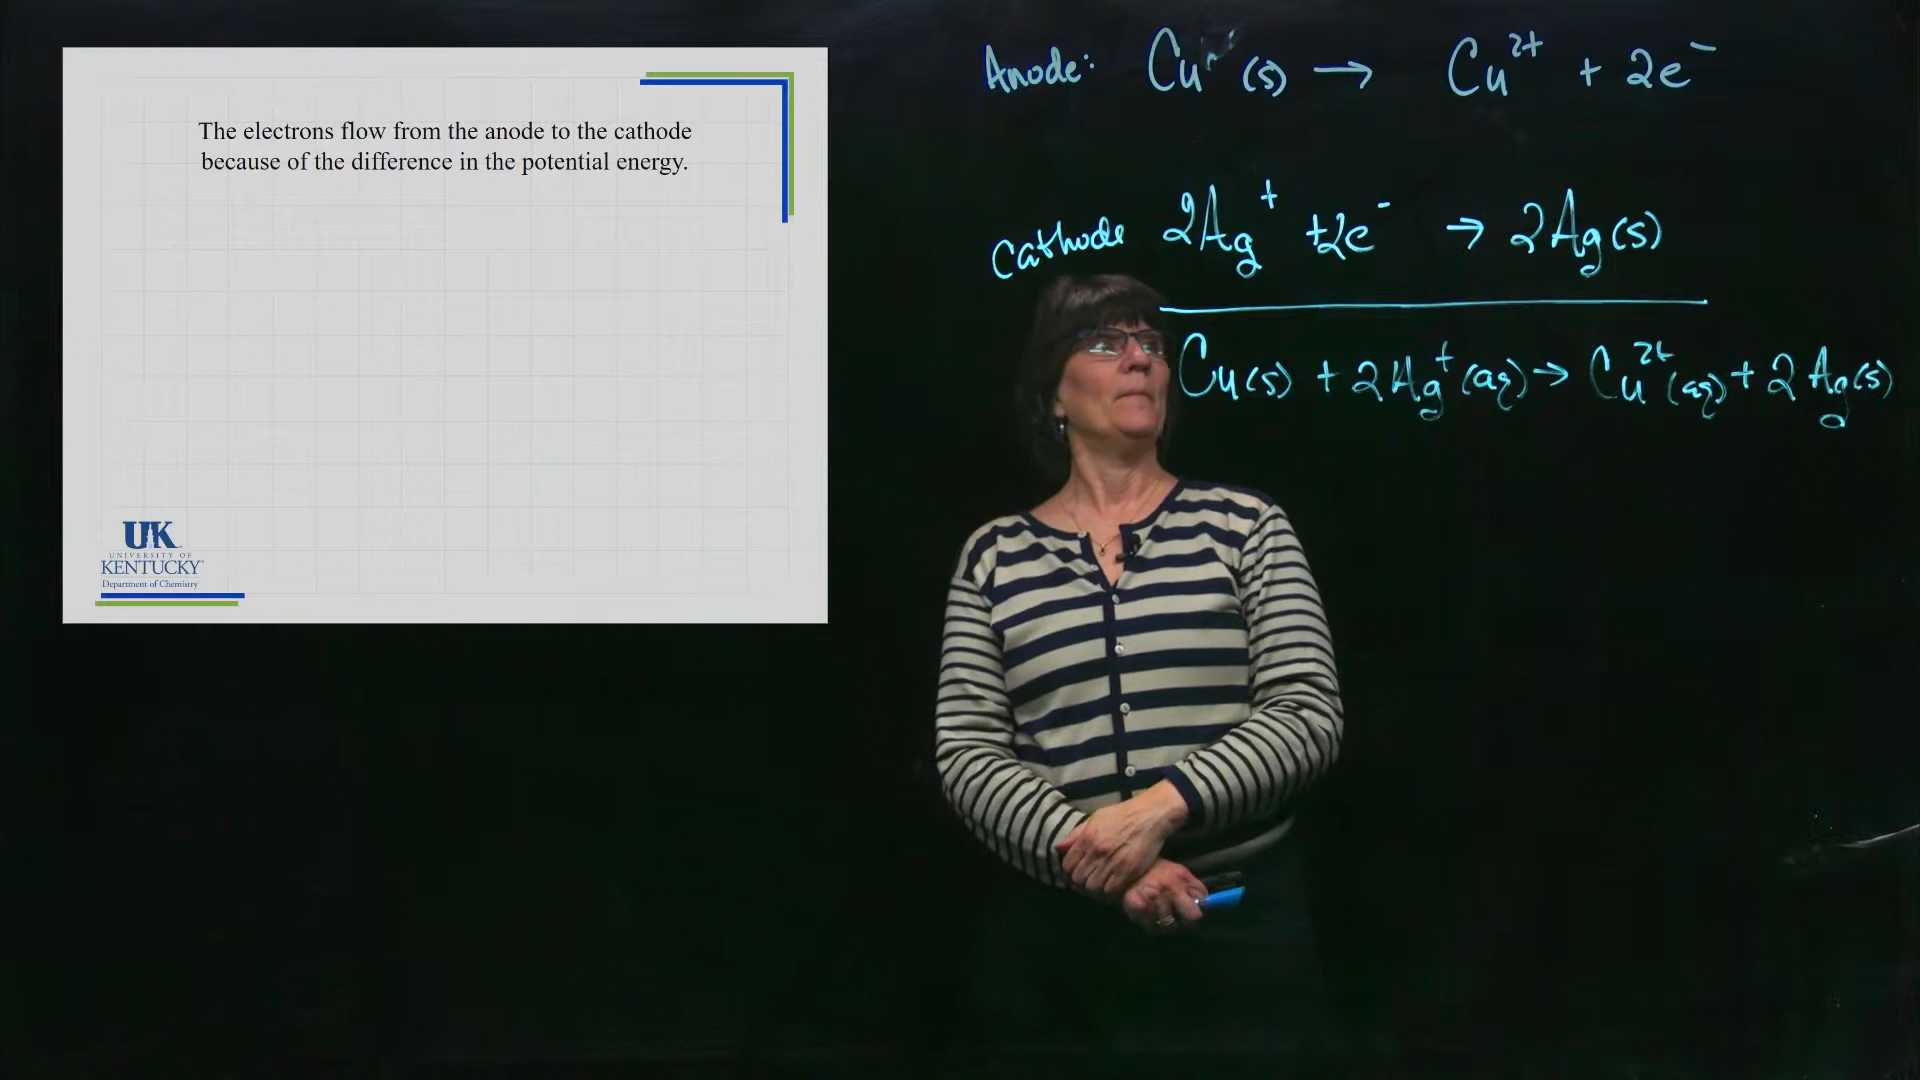 The electrons flow from the anode to the cathode
because of the difference in the potential energy.
UK
UNIVERSITY OF
KENTUCKY
Department of Chemistry
Anode: Cu (s) → Cu²⁺ + 2e⁻
Cathode 2Ag⁺ +2e⁻ → 2Ag(s)
Cu(s) + 2Ag⁺(aq) → Cu²⁺(aq) + 2Ag(s)